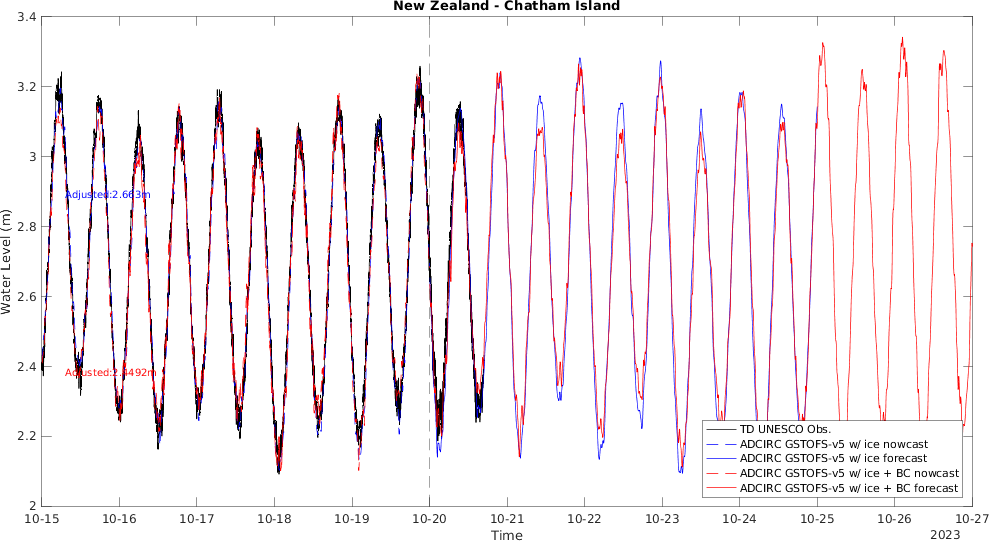 New Zealand - Chatham Island
3.4
3.2
3
2.8
2.6
2.4
2.2
2
Water Level (m)
Adjusted:2.663m
Adjusted:2.4492m
TD UNESCO Obs.
ADCIRC GSTOFS-v5 w/ ice nowcast
ADCIRC GSTOFS-v5 w/ ice forecast
ADCIRC GSTOFS-v5 w/ ice + BC nowcast
ADCIRC GSTOFS-v5 w/ ice + BC forecast
10-15 10-16 10-17 10-18 10-19 10-20 10-21 10-22 10-23 10-24 10-25 10-26 10-27
Time
2023